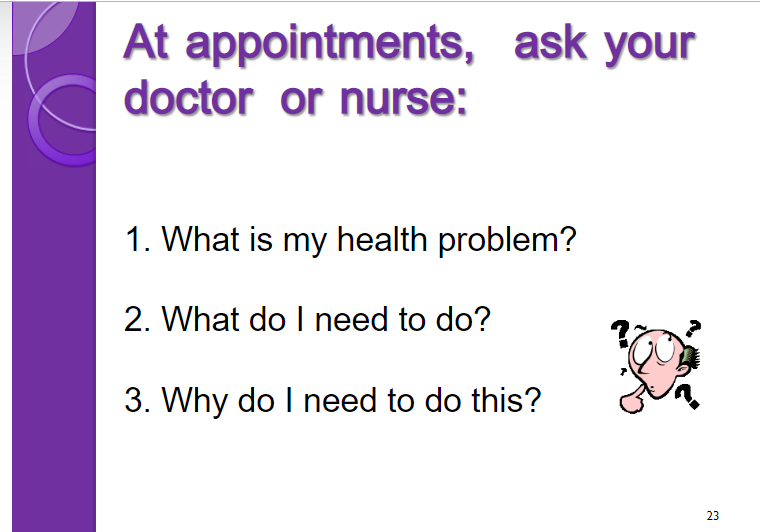 At appointments, ask your
doctor or nurse:
1. What is my health problem?
2. What do I need to do?
3. Why do I need to do this?
23